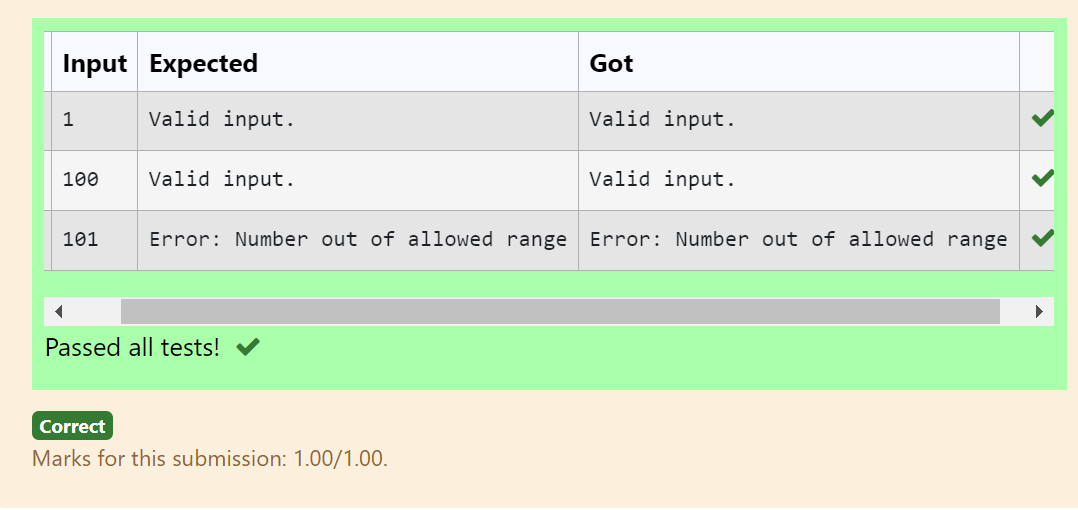 Input Expected Got
1 Valid input. Valid input.
100 Valid input. Valid input.
101 Error: Number out of allowed range Error: Number out of allowed range
Passed all tests!
Correct
Marks for this submission: 1.00/1.00.